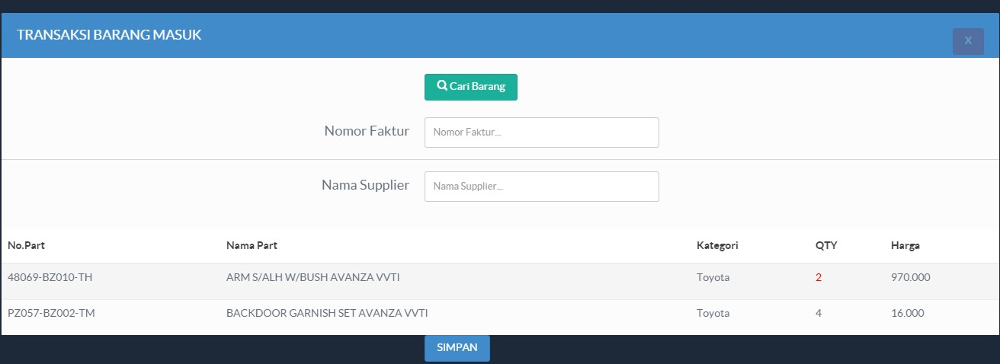 TRANSAKSI BARANG MASUK
X
Cari Barang
Nomor Faktur Nomor Faktur...
Nama Supplier Nama Supplier...
No.Part Nama Part Kategori QTY Harga
48069-BZ010-TH ARM S/ALH W/BUSH AVANZA VVTI Toyota 2 970.000
PZ057-BZ002-TM BACKDOOR GARNISH SET AVANZA VVTI Toyota 4 16.000
SIMPAN